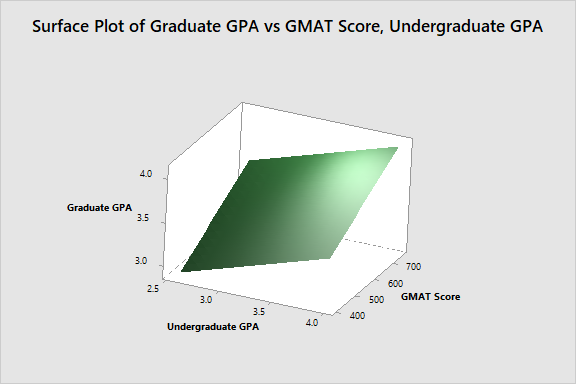 Surface Plot of Graduate GPA vs GMAT Score, Undergraduate GPA
4.0
Graduate GPA
3.5
3.0
2.5
3.0
3.5
4.0
Undergraduate GPA
400
500
600
700
GMAT Score